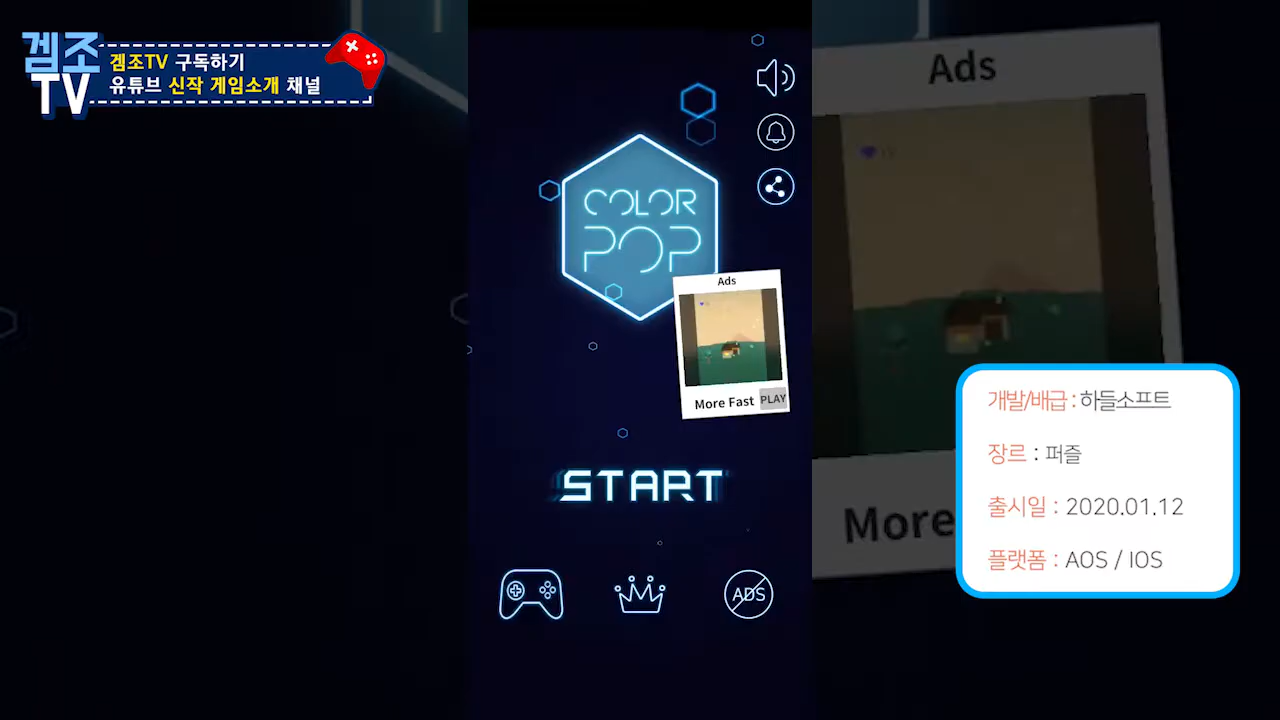 겜조
TV
겜조TV 구독하기
유튜브 신작 게임소개 채널
COLOR
POP
Ads
More Fast PLAY
START
ADS
Ads
More
개발/배급 : 하들소프트
장르 : 퍼즐
출시일 : 2020.01.12
플랫폼 : AOS / IOS